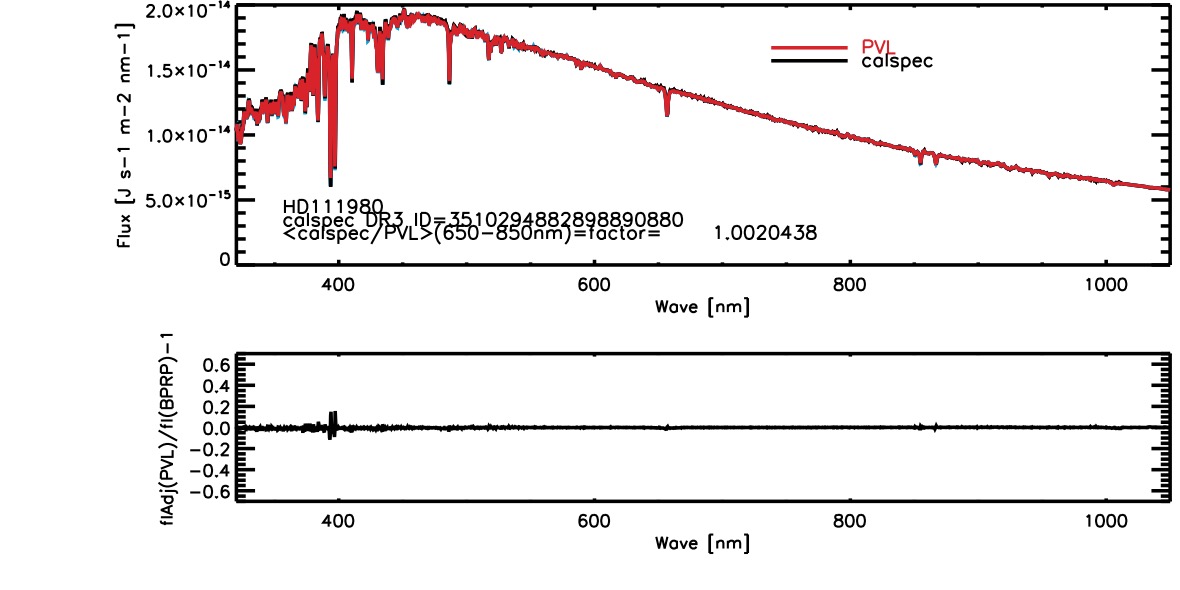 2.0×10−14
1.5×10−14
1.0×10−14
5.0×10−15
0
Flux [J s−1 m−2 nm−1]
PVL
calspec
HD111980
calspec DR3 ID=3510294882898890880
<calspec/PVL>(650−850nm)=factor= 1.0020438
400 600 800 1000
Wave [nm]
0.6
0.4
0.2
0.0
−0.2
−0.4
−0.6
flAdj(PVL)/fl(BPRP)−1
400 600 800 1000
Wave [nm]